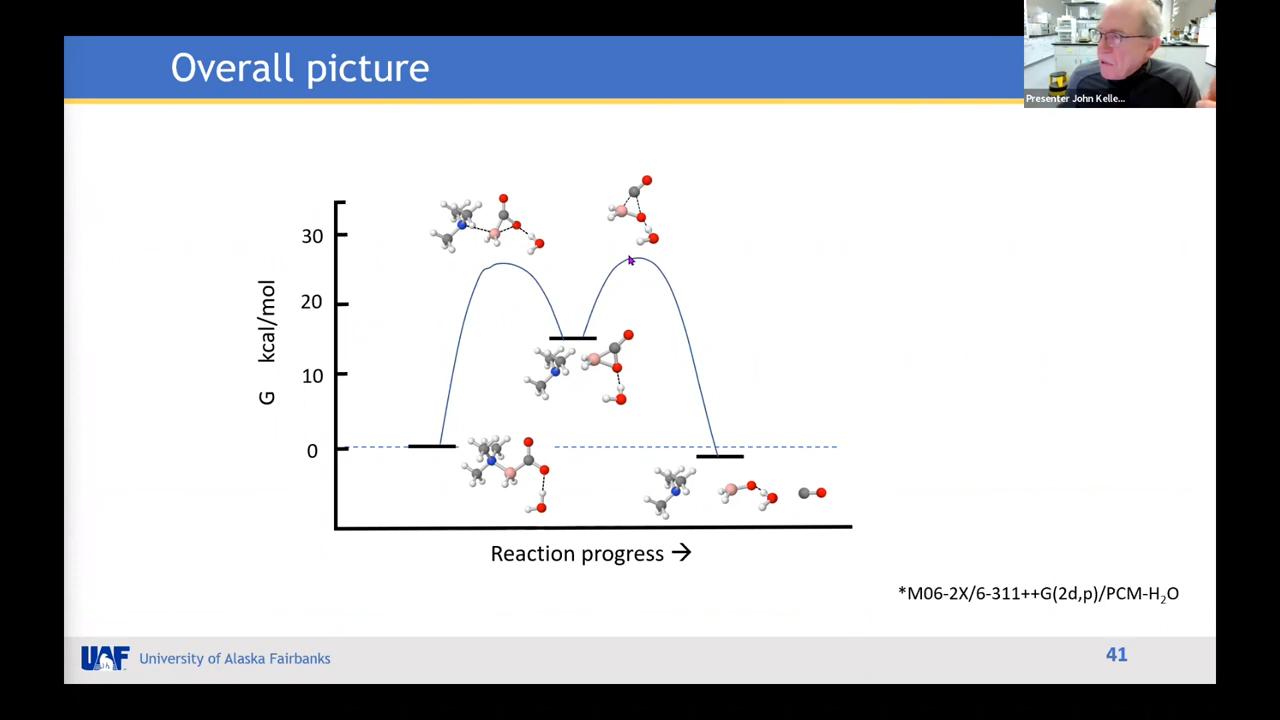 Overall picture
Presenter John Kelle...
30
20
10
0
G kcal/mol
Reaction progress →
*M06-2X/6-311++G(2d,p)/PCM-H₂O
UAF University of Alaska Fairbanks
41